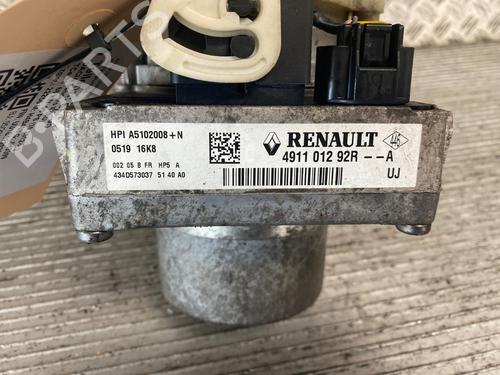 HPI A5102008+N
0519 16K8
002 05 B FR HP5 A
434D573037 51 40 A0
RENAULT
4911 012 92R -- A
UJ
B-PARTS